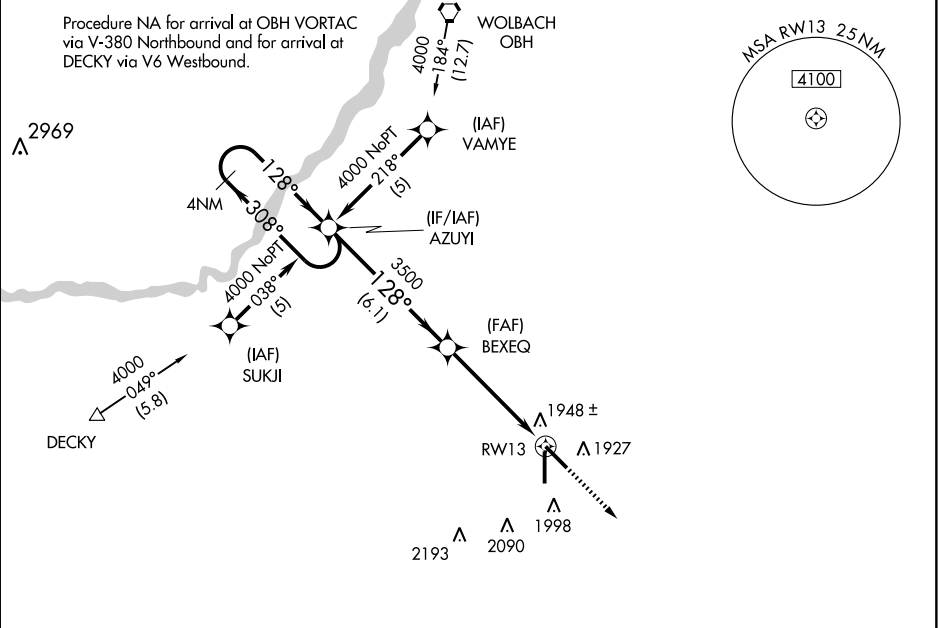 Procedure NA for arrival at OBH VORTAC
via V-380 Northbound and for arrival at
DECKY via V6 Westbound.
WOLBACH
OBH
4000
184°
(12.7)
MSA RW13 25NM
4100
2969
(IAF)
VAMYE
4000 NoPT
218°
(5)
128°
4NM
308°
(IF/IAF)
AZUYI
4000 NoPT
038°
(5)
3500
128°
(6.1)
(FAF)
BEXEQ
(IAF)
SUKJI
4000
049°
(5.8)
DECKY
1948 ±
RW13
1927
1998
2090
2193